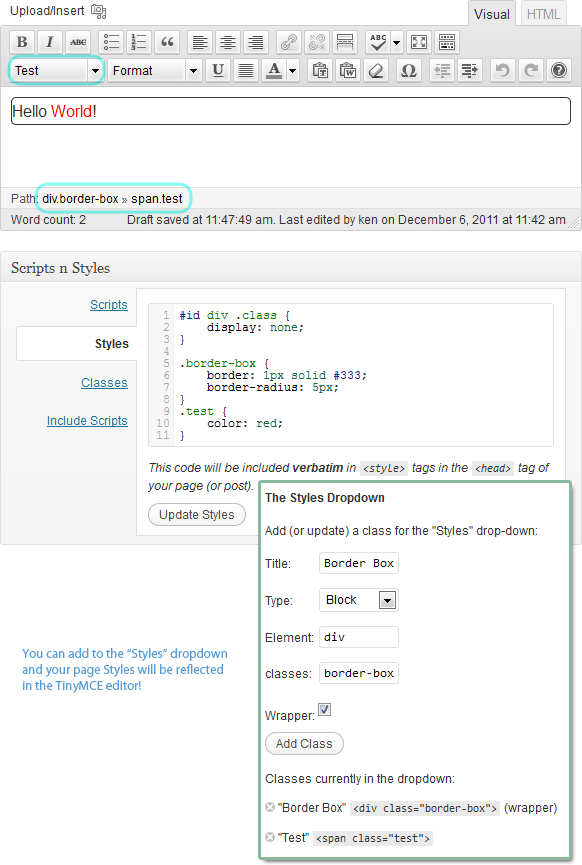 Upload/Insert
Visual
HTML
B I ABC
ABC
Test
Format
U
A
T
W
Ω
?
Hello World!
Path: div.border-box » span.test
Word count: 2
Draft saved at 11:47:49 am. Last edited by ken on December 6, 2011 at 11:42 am
Scripts n Styles
Scripts
Styles
Classes
Include Scripts
1 #id div .class {
2 display: none;
3 }
4
5 .border-box {
6 border: 1px solid #333;
7 border-radius: 5px;
8 }
9 .test {
10 color: red;
11 }
This code will be included verbatim in <style> tags in the <head> tag of
your page (or post).
Update Styles
The Styles Dropdown
Add (or update) a class for the "Styles" drop-down:
Title: Border Box
Type: Block
Element: div
classes: border-box
Wrapper:
Add Class
Classes currently in the dropdown:
"Border Box" <div class="border-box"> (wrapper)
"Test" <span class="test">
You can add to the “Styles” dropdown
and your page Styles will be reflected
in the TinyMCE editor!